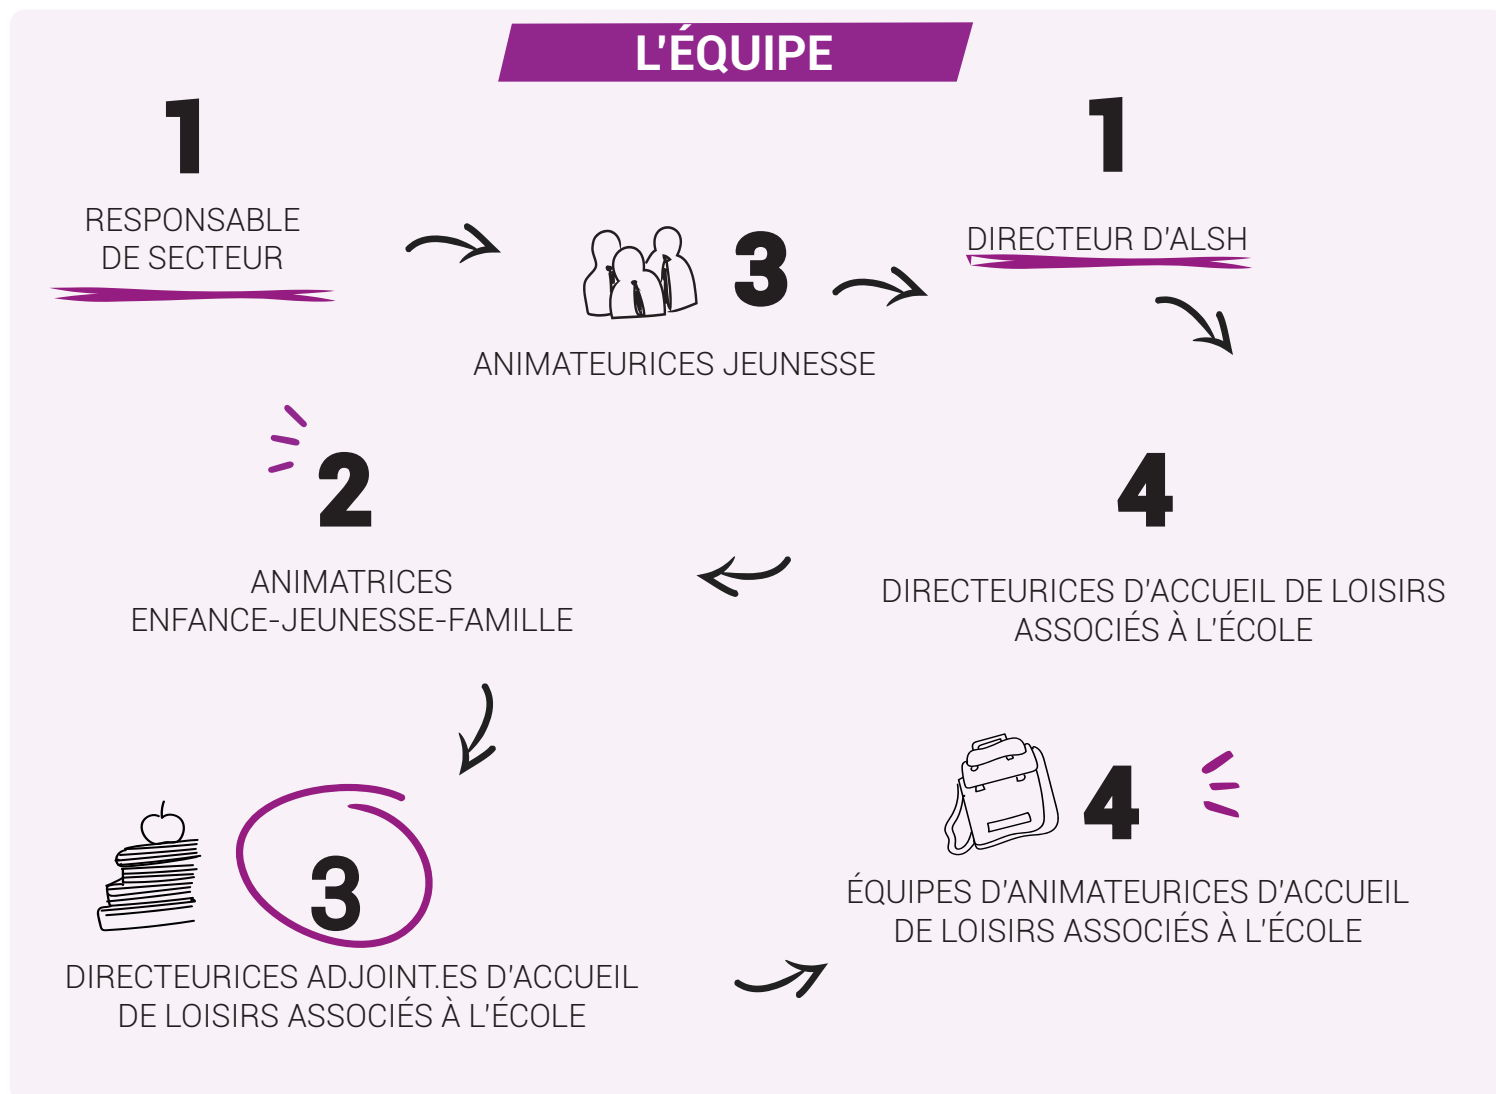 L'ÉQUIPE
1
RESPONSABLE
DE SECTEUR
3
ANIMATEURICES JEUNESSE
1
DIRECTEUR D'ALSH
4
DIRECTEURICES D'ACCUEIL DE LOISIRS
ASSOCIÉS À L'ÉCOLE
2
ANIMATRICES
ENFANCE-JEUNESSE-FAMILLE
3
DIRECTEURICES ADJOINT.ES D'ACCUEIL
DE LOISIRS ASSOCIÉS À L'ÉCOLE
4
ÉQUIPES D'ANIMATEURICES D'ACCUEIL
DE LOISIRS ASSOCIÉS À L'ÉCOLE